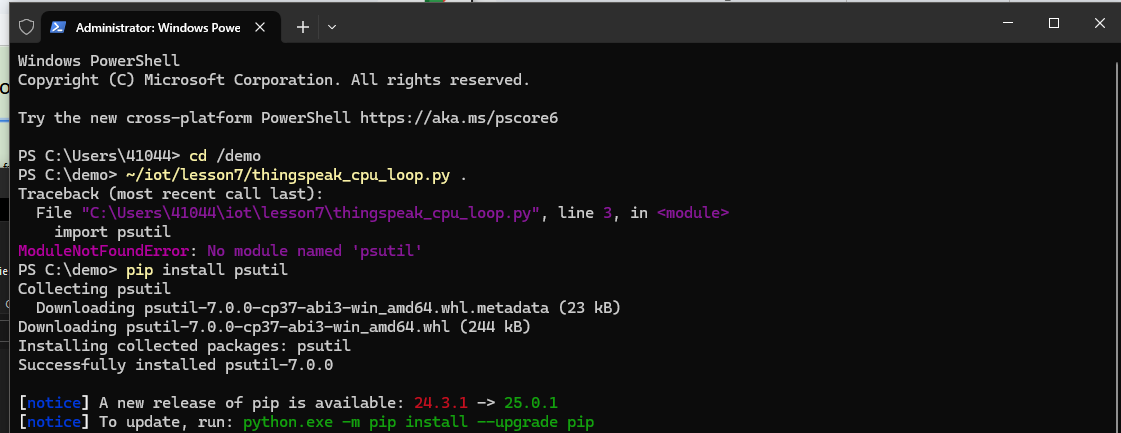 Administrator: Windows Powe
Windows PowerShell
Copyright (C) Microsoft Corporation. All rights reserved.
Try the new cross-platform PowerShell https://aka.ms/pscore6
PS C:\Users\41044> cd /demo
PS C:\demo> ~/iot/lesson7/thingspeak_cpu_loop.py .
Traceback (most recent call last):
  File "C:\Users\41044\iot\lesson7\thingspeak_cpu_loop.py", line 3, in <module>
    import psutil
ModuleNotFoundError: No module named 'psutil'
PS C:\demo> pip install psutil
Collecting psutil
  Downloading psutil-7.0.0-cp37-abi3-win_amd64.whl.metadata (23 kB)
Downloading psutil-7.0.0-cp37-abi3-win_amd64.whl (244 kB)
Installing collected packages: psutil
Successfully installed psutil-7.0.0
[notice] A new release of pip is available: 24.3.1 -> 25.0.1
[notice] To update, run: python.exe -m pip install --upgrade pip